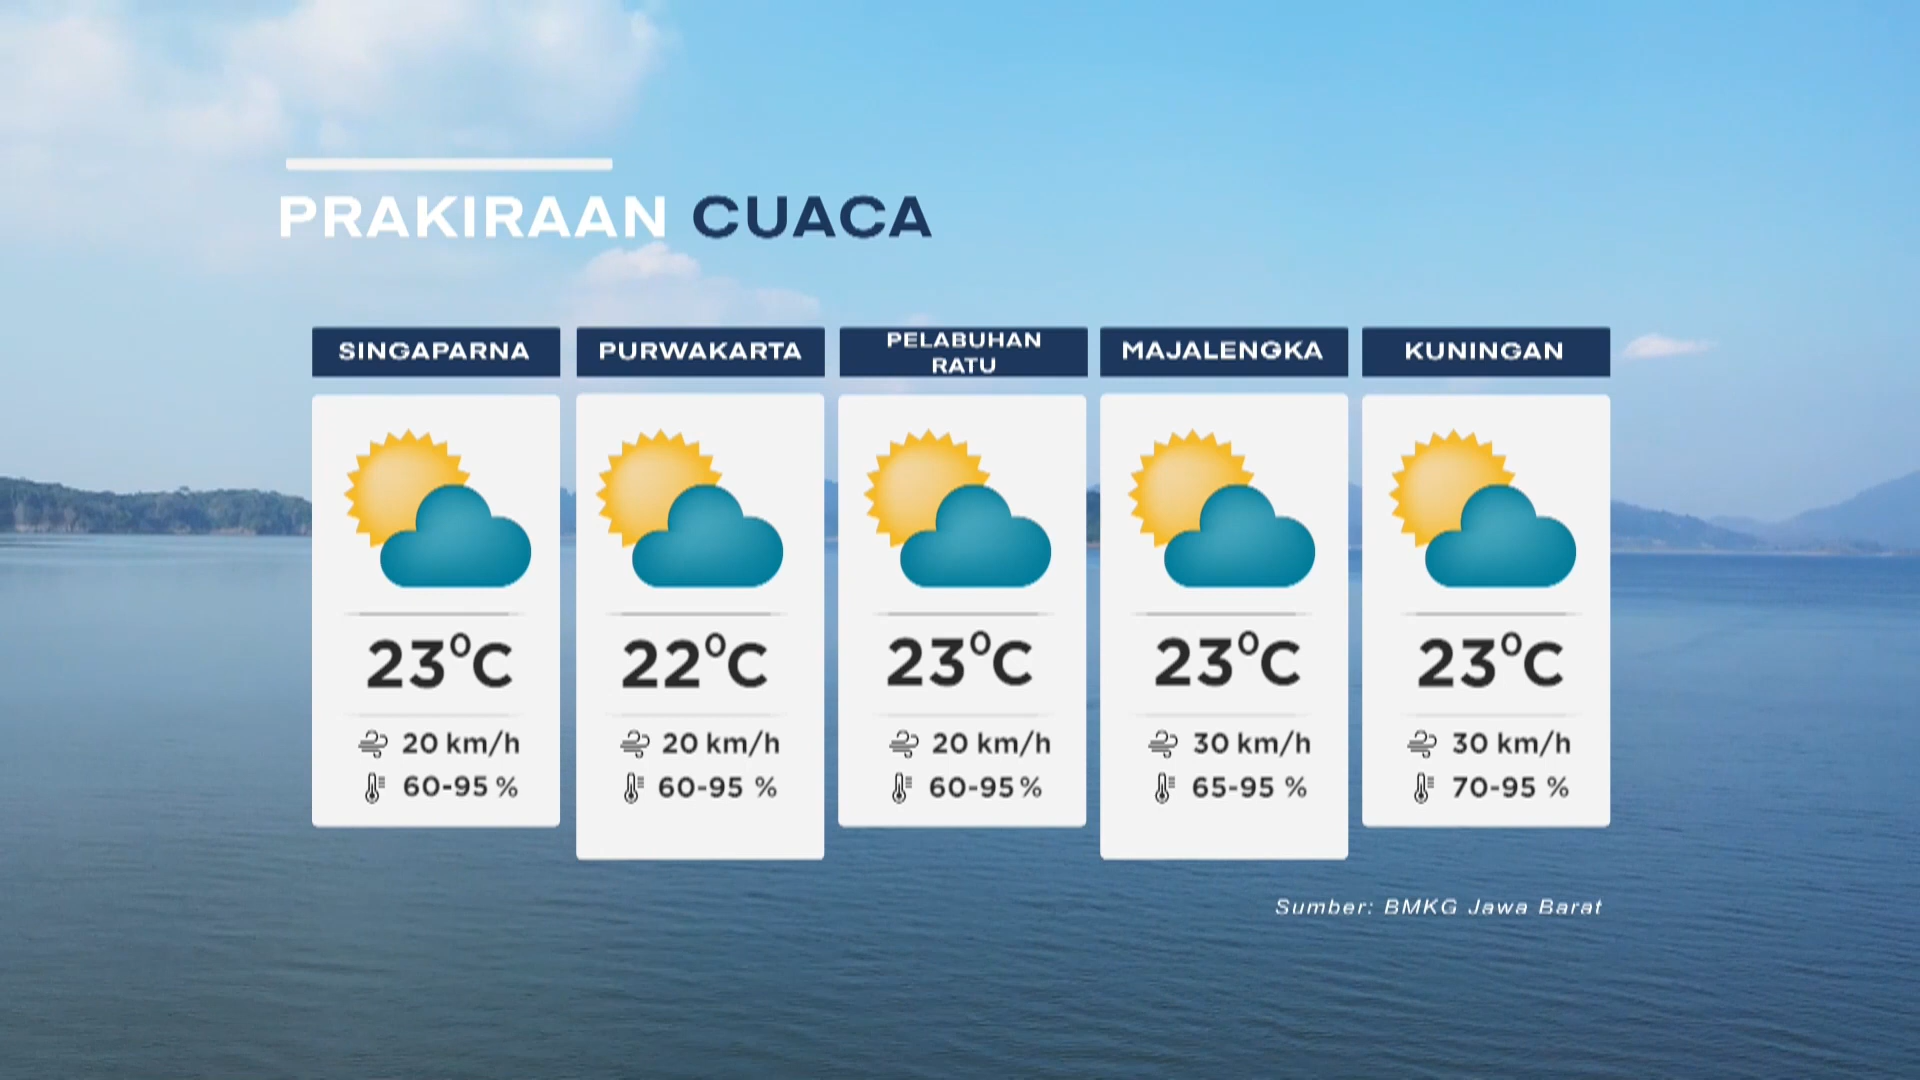 PRAKIRAAN CUACA
SINGAPARNA
23°C
20 km/h
60-95 %
PURWAKARTA
22°C
20 km/h
60-95 %
PELABUHAN
RATU
23°C
20 km/h
60-95%
MAJALENGKA
23°C
30 km/h
65-95 %
KUNINGAN
23°C
30 km/h
70-95 %
Sumber: BMKG Jawa Barat